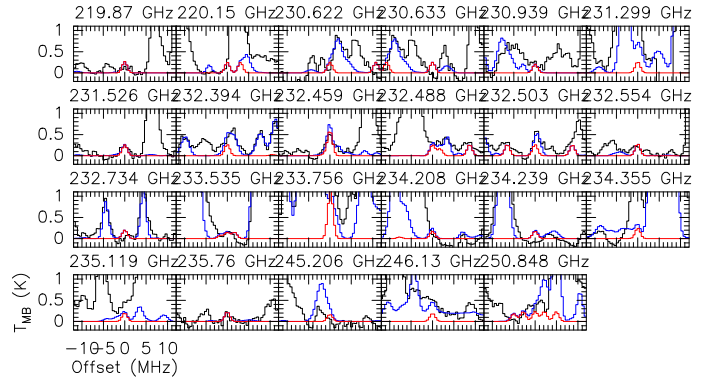 219.87 GHz 220.15 GHz 230.622 GHz 230.633 GHz 230.939 GHz 231.299 GHz
1
0.5
0
231.526 GHz 232.394 GHz 232.459 GHz 232.488 GHz 232.503 GHz 232.554 GHz
1
0.5
0
232.734 GHz 233.535 GHz 233.756 GHz 234.208 GHz 234.239 GHz 234.355 GHz
1
0.5
0
235.119 GHz 235.76 GHz 245.206 GHz 246.13 GHz 250.848 GHz
1
0.5
0
T_MB (K)
−10−5 0 5 10
Offset (MHz)